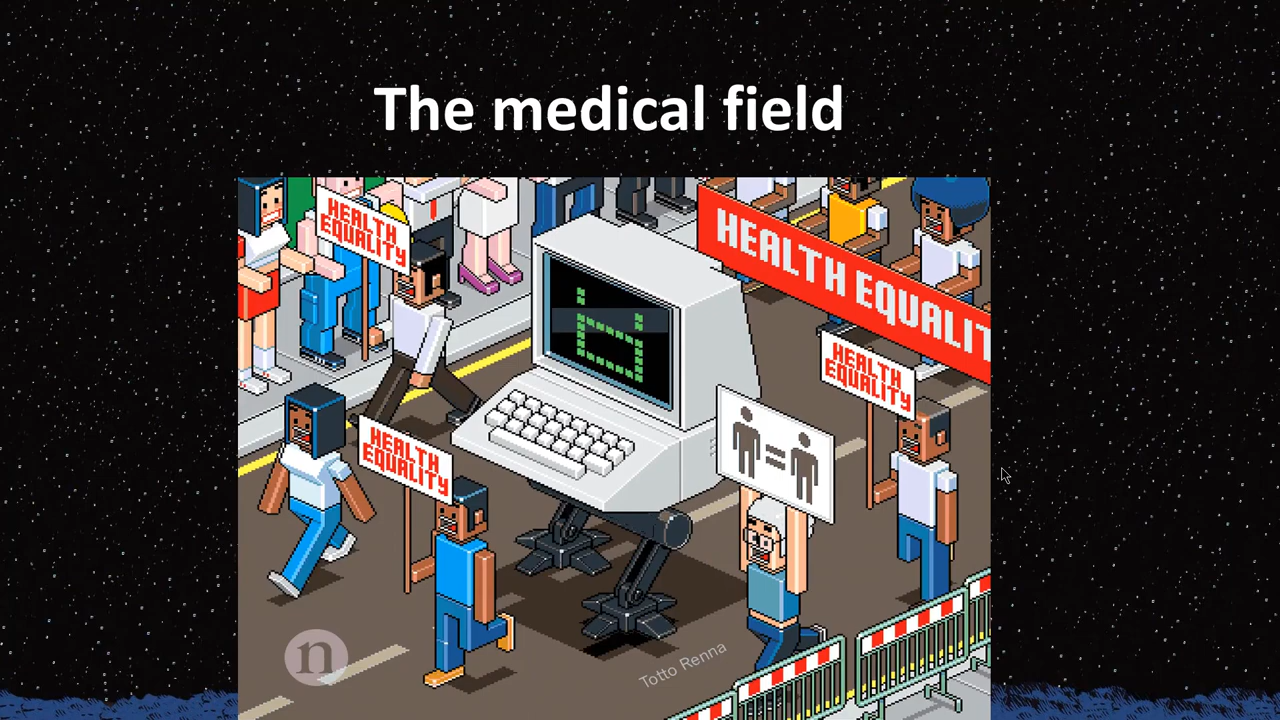 The medical field
HEALTH
EQUALITY
HEALTH EQUALIT
HEALTH
EQUALITY
HEALTH
EQUALITY
=
n
Totto Renna